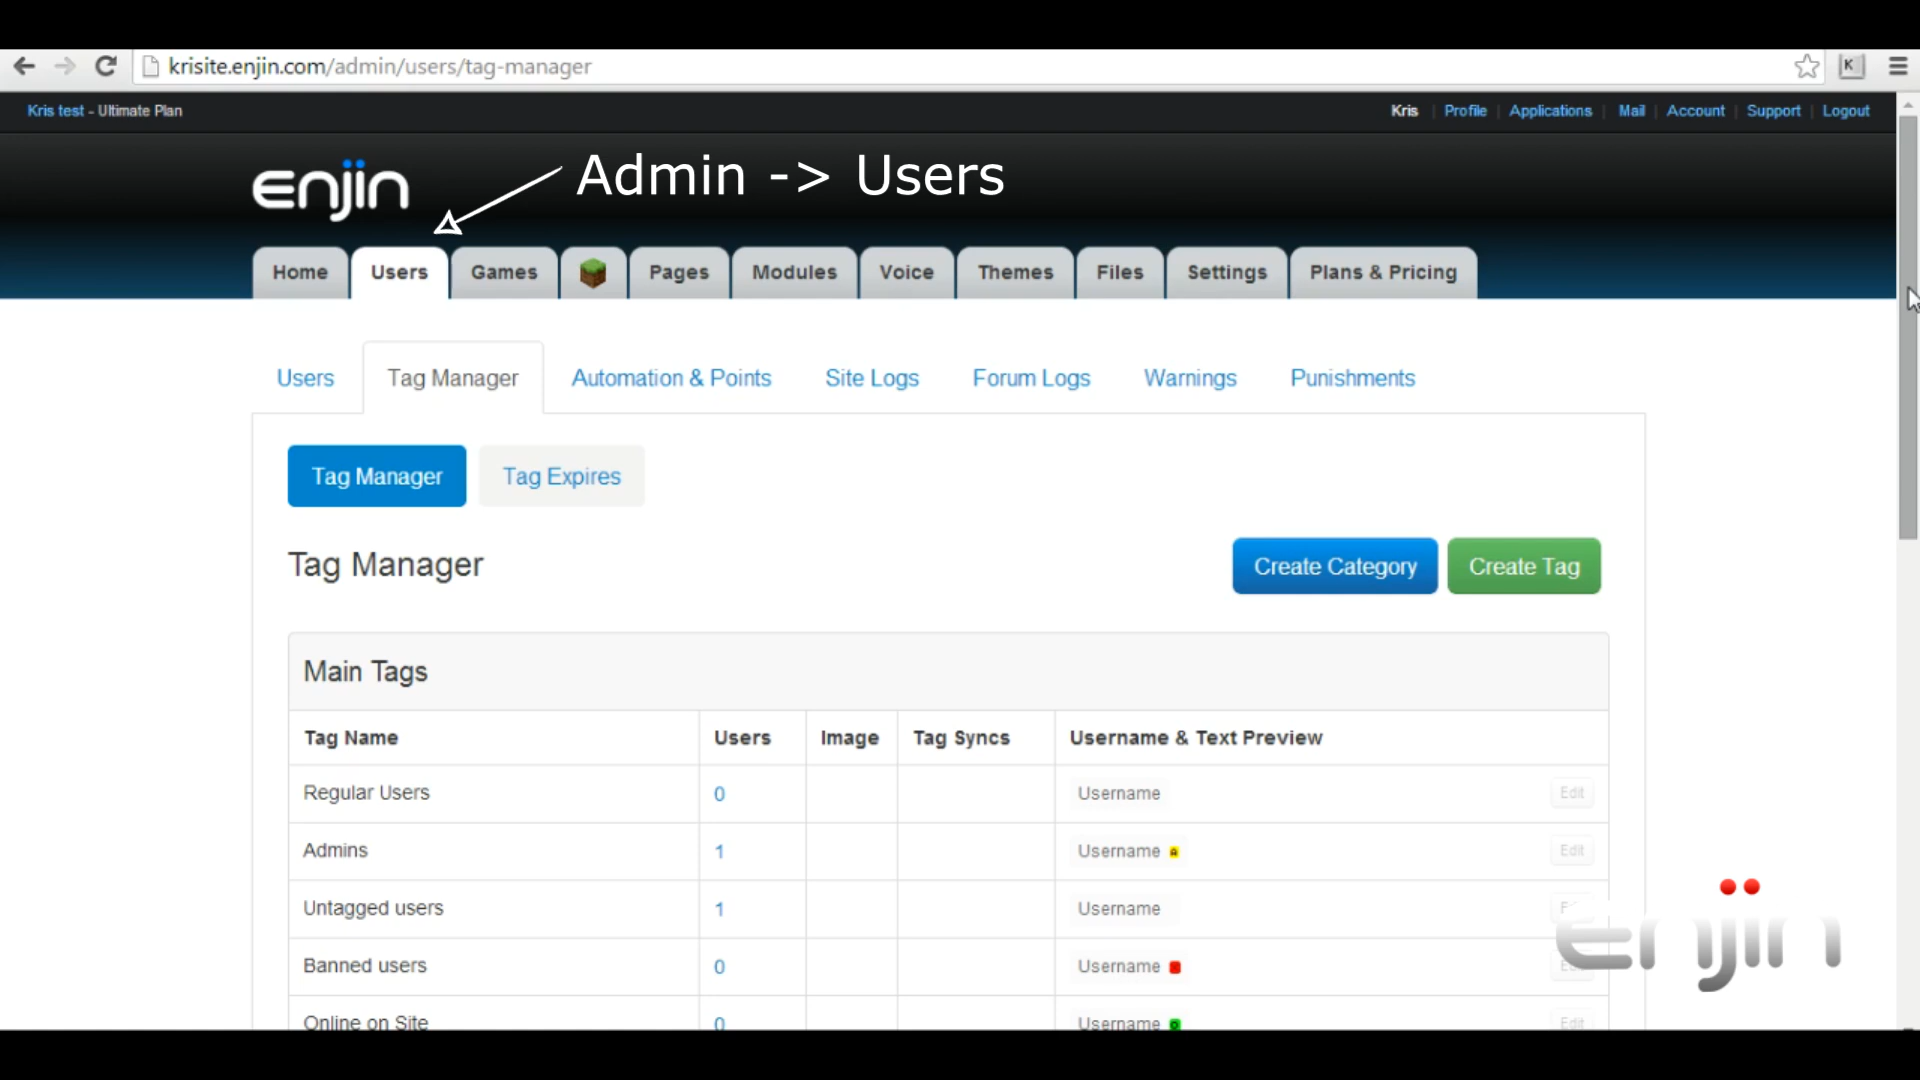 krisite.enjin.com/admin/users/tag-manager
K
Kris test - Ultimate Plan
Kris Profile Applications Mail Account Support Logout
enjin
Admin -> Users
Home Users Games Pages Modules Voice Themes Files Settings Plans & Pricing
Users Tag Manager Automation & Points Site Logs Forum Logs Warnings Punishments
Tag Manager Tag Expires
Tag Manager Create Category Create Tag
Main Tags
Tag Name Users Image Tag Syncs Username & Text Preview
Regular Users 0 Username Edit
Admins 1 Username Edit
Untagged users 1 Username
Banned users 0 Username
Online on Site 0 Username Edit
enjin